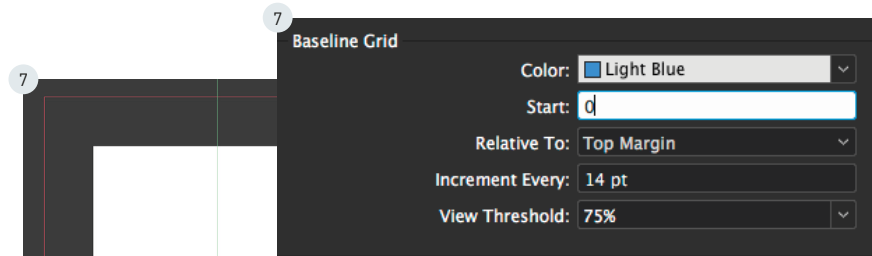 7
7
Baseline Grid
Color: Light Blue
Start: 0
Relative To: Top Margin
Increment Every: 14 pt
View Threshold: 75%